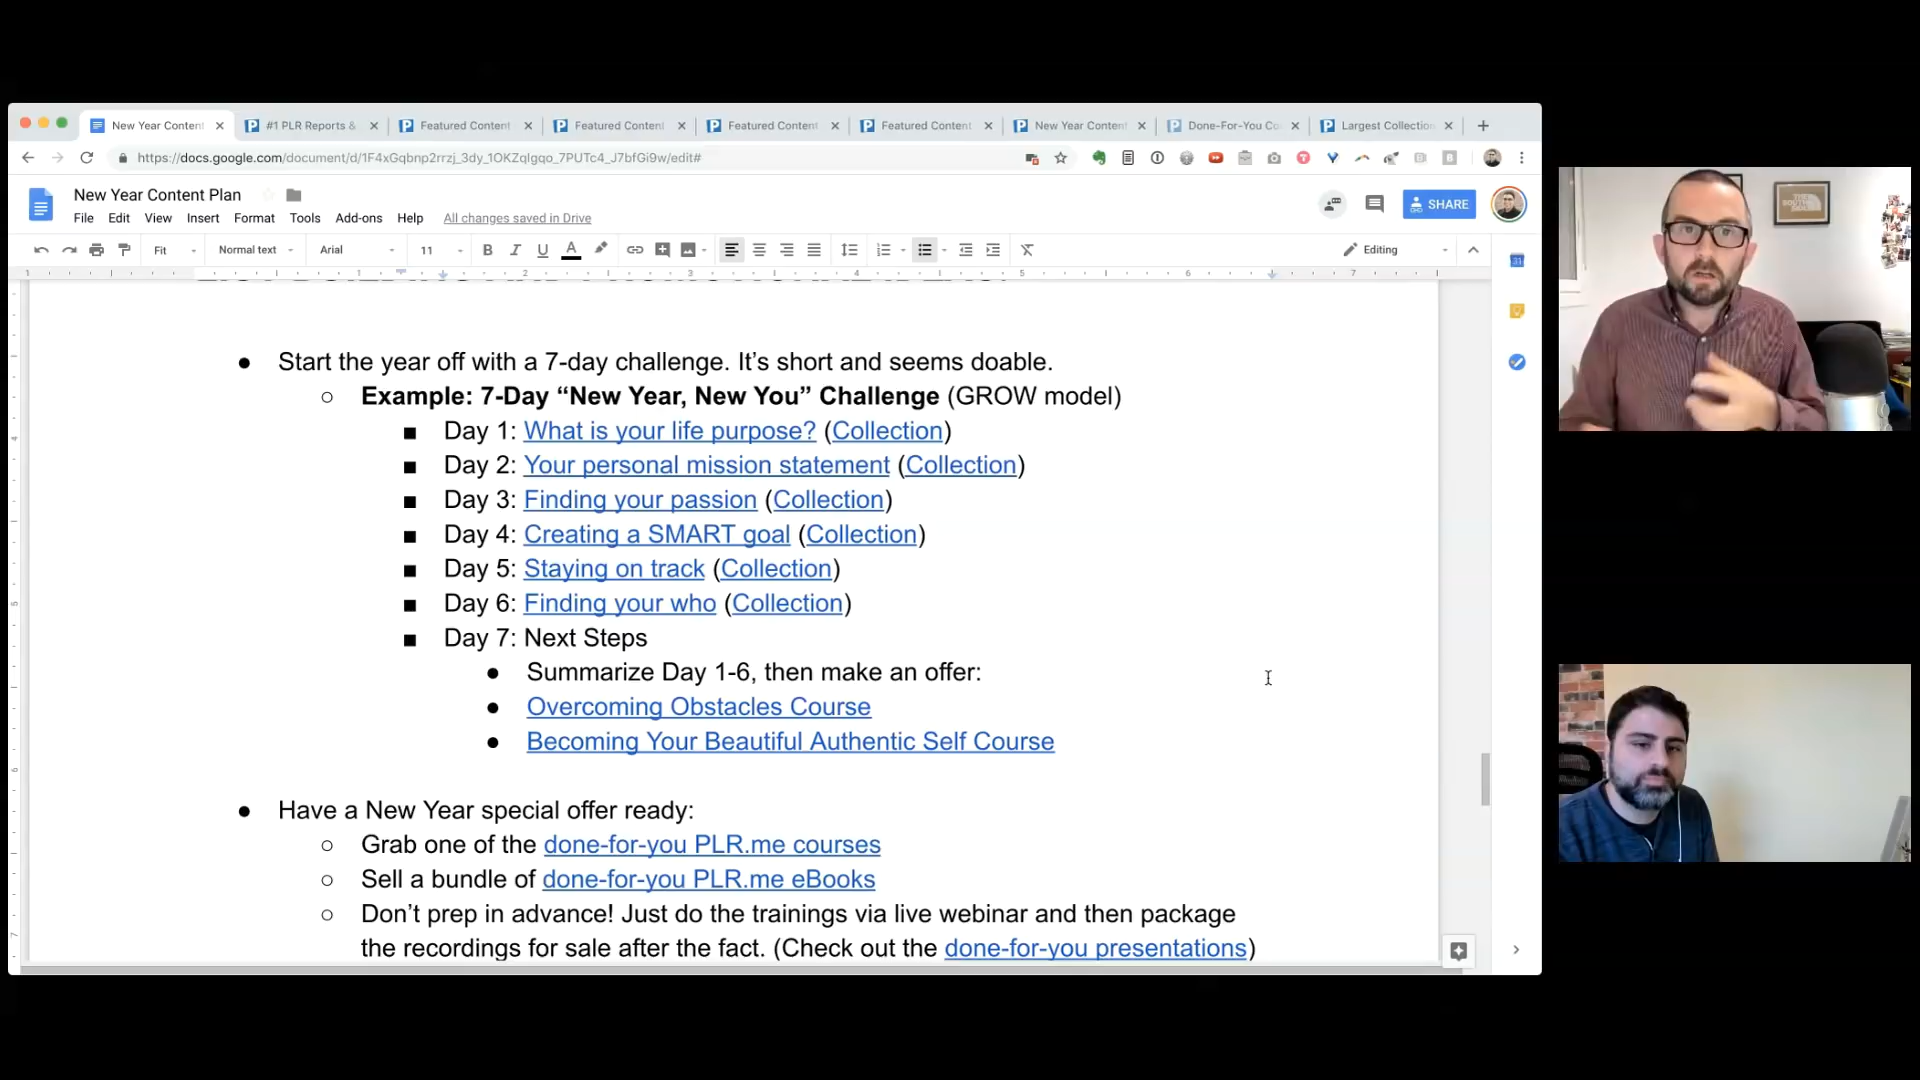 New Year Content
#1 PLR Reports &
Featured Content
Featured Content
Featured Content
Featured Content
New Year Content
Done-For-You Co
Largest Collection
https://docs.google.com/document/d/1F4xGqbnp2rrzj_3dy_1OKZqIgqo_7PUTc4_J7bfGi9w/edit#
New Year Content Plan
File Edit View Insert Format Tools Add-ons Help All changes saved in Drive
SHARE
Fit Normal text Arial 11 B I U A Editing
● Start the year off with a 7-day challenge. It’s short and seems doable.
○ Example: 7-Day “New Year, New You” Challenge (GROW model)
■ Day 1: What is your life purpose? (Collection)
■ Day 2: Your personal mission statement (Collection)
■ Day 3: Finding your passion (Collection)
■ Day 4: Creating a SMART goal (Collection)
■ Day 5: Staying on track (Collection)
■ Day 6: Finding your who (Collection)
■ Day 7: Next Steps
● Summarize Day 1-6, then make an offer:
● Overcoming Obstacles Course
● Becoming Your Beautiful Authentic Self Course
● Have a New Year special offer ready:
○ Grab one of the done-for-you PLR.me courses
○ Sell a bundle of done-for-you PLR.me eBooks
○ Don’t prep in advance! Just do the trainings via live webinar and then package
the recordings for sale after the fact. (Check out the done-for-you presentations)